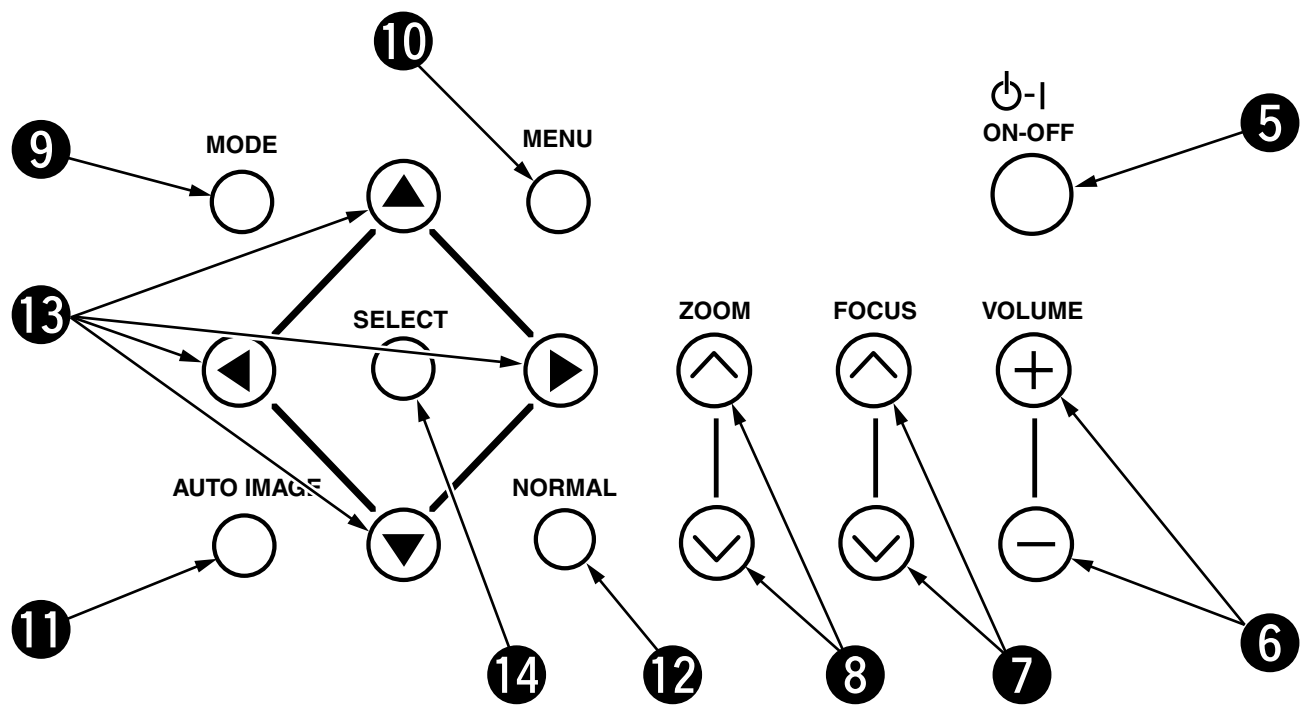 10
5
9
MODE
MENU
ON-OFF
13
SELECT
ZOOM
FOCUS
VOLUME
AUTO IMAGE
NORMAL
11
14
12
8
7
6